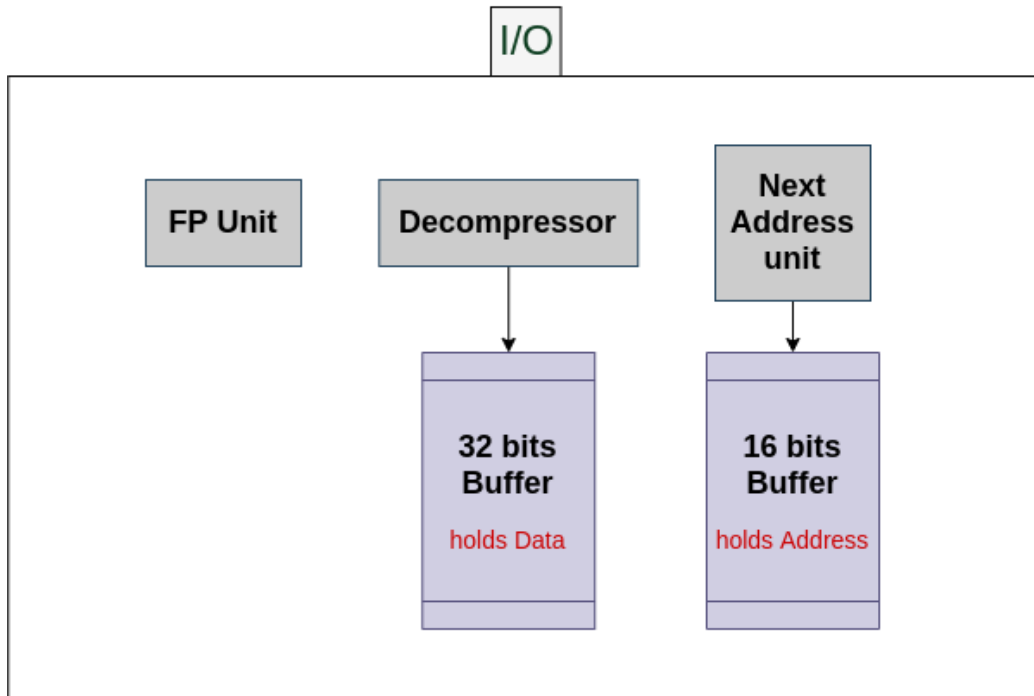 I/O
FP Unit
Decompressor
Next
Address
unit
32 bits
Buffer
holds Data
16 bits
Buffer
holds Address